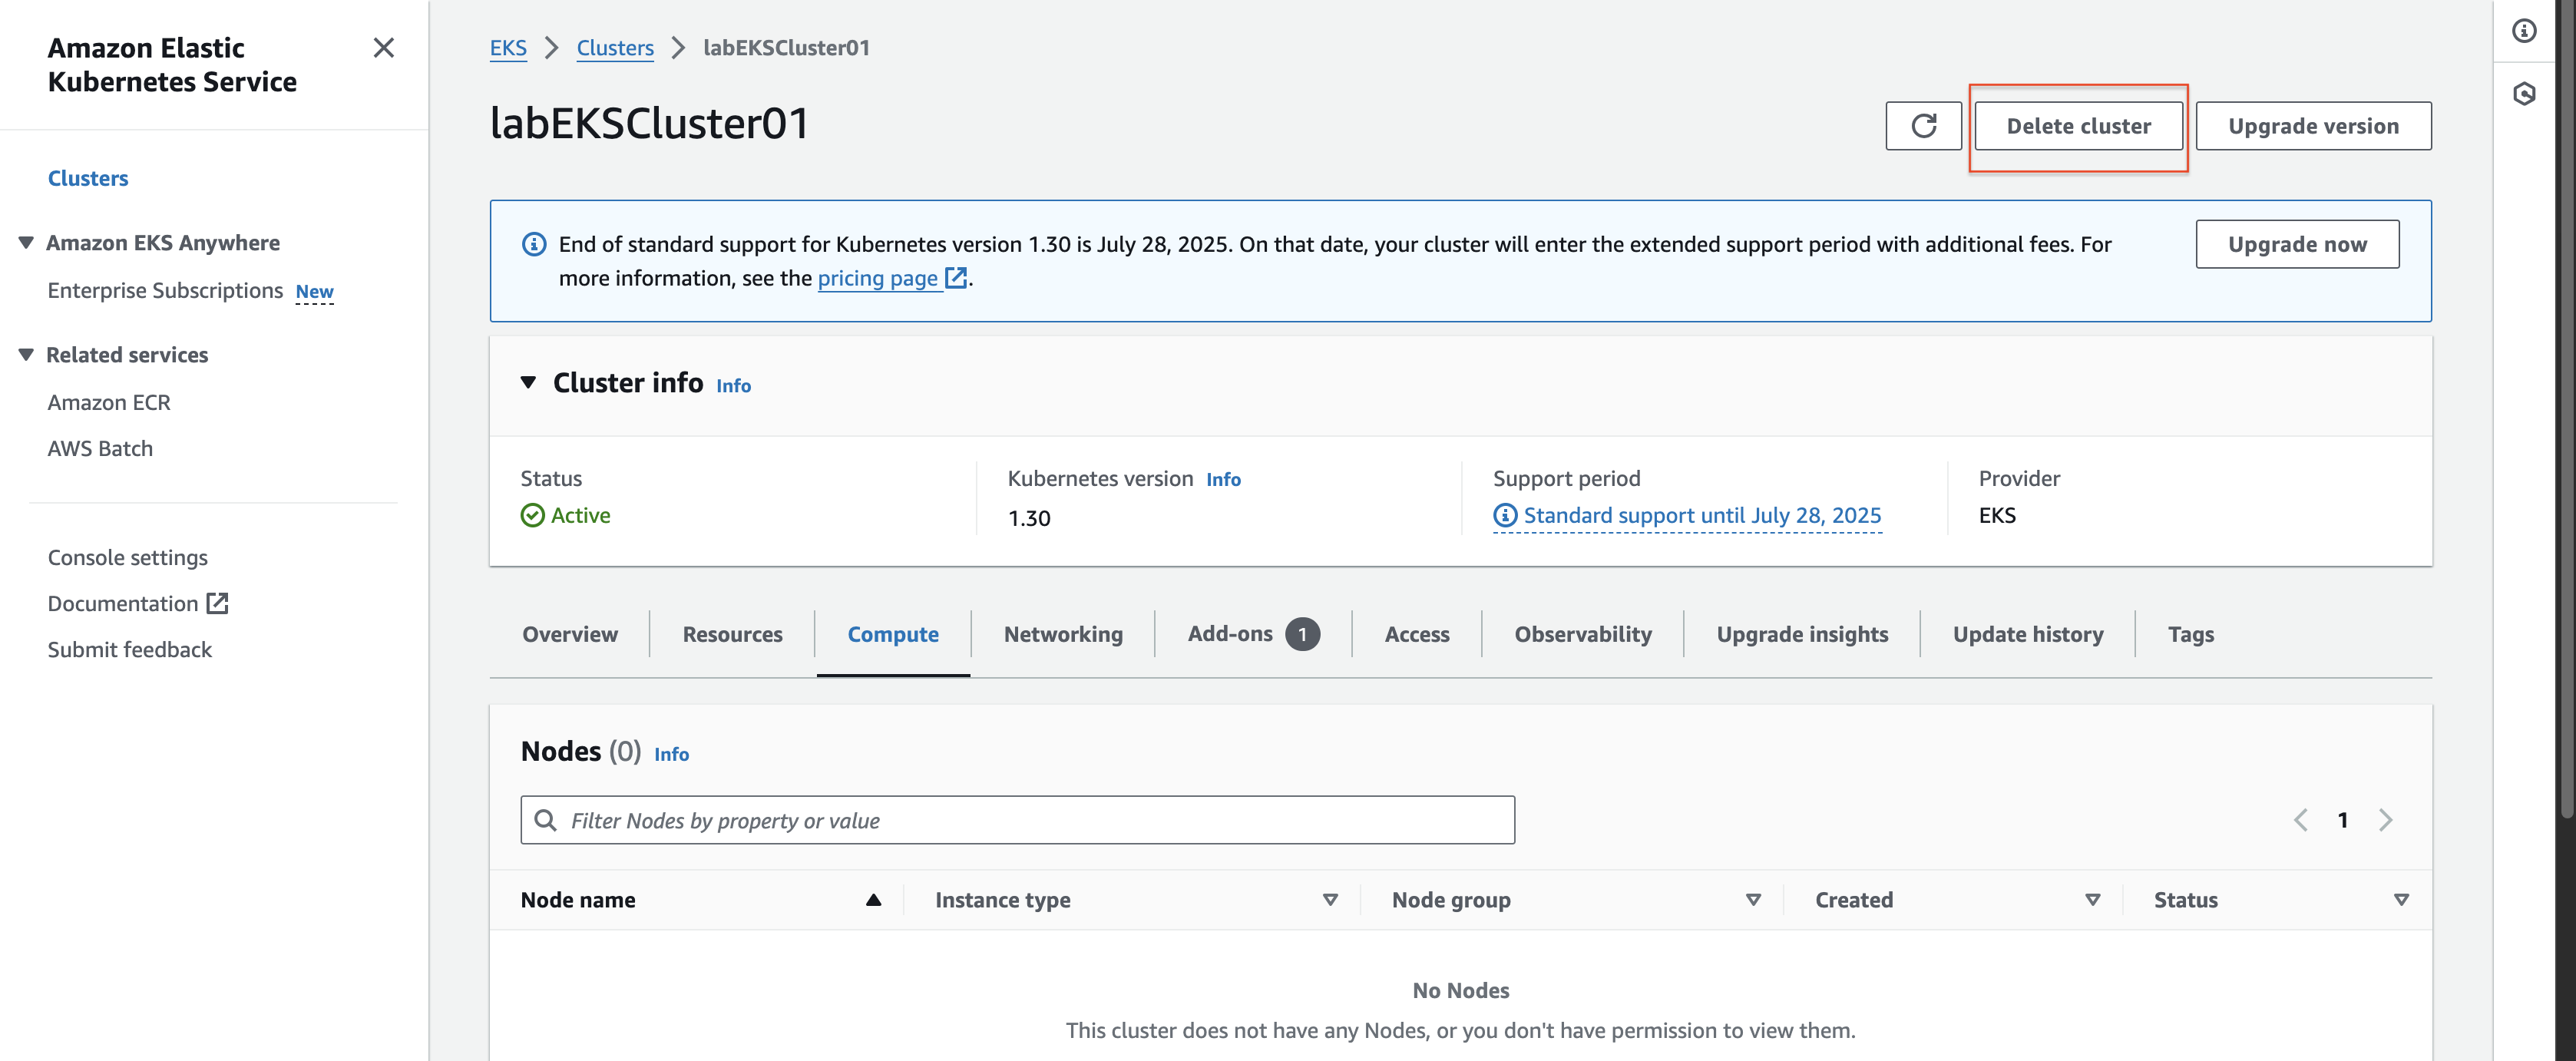 Amazon Elastic
Kubernetes Service
Clusters
Amazon EKS Anywhere
Enterprise Subscriptions New
Related services
Amazon ECR
AWS Batch
Console settings
Documentation
Submit feedback
EKS > Clusters > labEKSCluster01
labEKSCluster01
Delete cluster
Upgrade version
End of standard support for Kubernetes version 1.30 is July 28, 2025. On that date, your cluster will enter the extended support period with additional fees. For
more information, see the pricing page .
Upgrade now
Cluster info Info
Status
Active
Kubernetes version Info
1.30
Support period
Standard support until July 28, 2025
Provider
EKS
Overview Resources Compute Networking Add-ons 1 Access Observability Upgrade insights Update history Tags
Nodes (0) Info
Filter Nodes by property or value
1
Node name Instance type Node group Created Status
No Nodes
This cluster does not have any Nodes, or you don't have permission to view them.